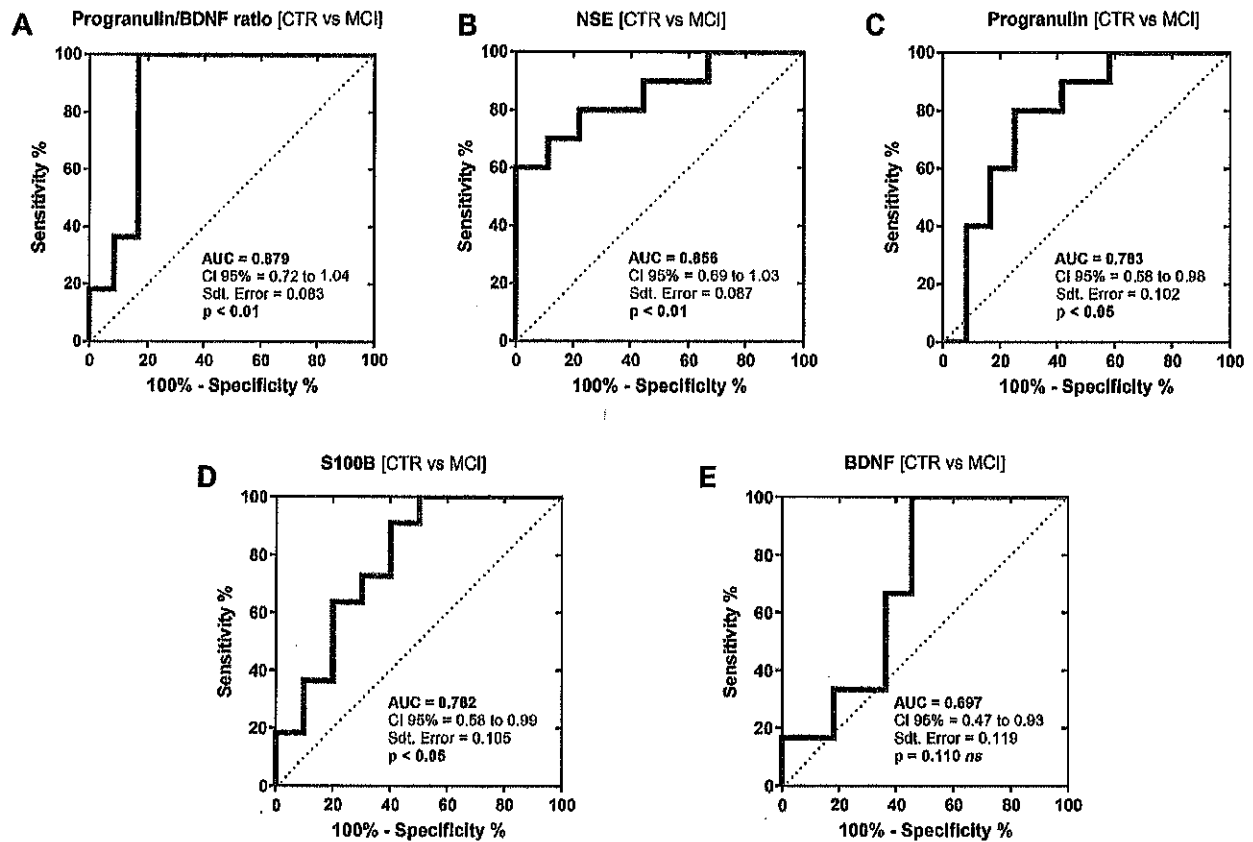 A
Progranulin/BDNF ratio [CTR vs MCI]
100
80
60
40
20
0
Sensitivity %
AUC = 0.879
CI 95% = 0.72 to 1.04
Sdt. Error = 0.083
p < 0.01
0 20 40 60 80 100
100% - Specificity %
B
NSE [CTR vs MCI]
100
80
60
40
20
0
Sensitivity %
AUC = 0.856
CI 95% = 0.69 to 1.03
Sdt. Error = 0.087
p < 0.01
0 20 40 60 80 100
100% - Specificity %
C
Progranulin [CTR vs MCI]
100
80
60
40
20
0
Sensitivity %
AUC = 0.783
CI 95% = 0.58 to 0.98
Sdt. Error = 0.102
p < 0.05
0 20 40 60 80 100
100% - Specificity %
D
S100B [CTR vs MCI]
100
80
60
40
20
0
Sensitivity %
AUC = 0.782
CI 95% = 0.58 to 0.99
Sdt. Error = 0.105
p < 0.05
0 20 40 60 80 100
100% - Specificity %
E
BDNF [CTR vs MCI]
100
80
60
40
20
0
Sensitivity %
AUC = 0.697
CI 95% = 0.47 to 0.93
Sdt. Error = 0.119
p = 0.110 ns
0 20 40 60 80 100
100% - Specificity %